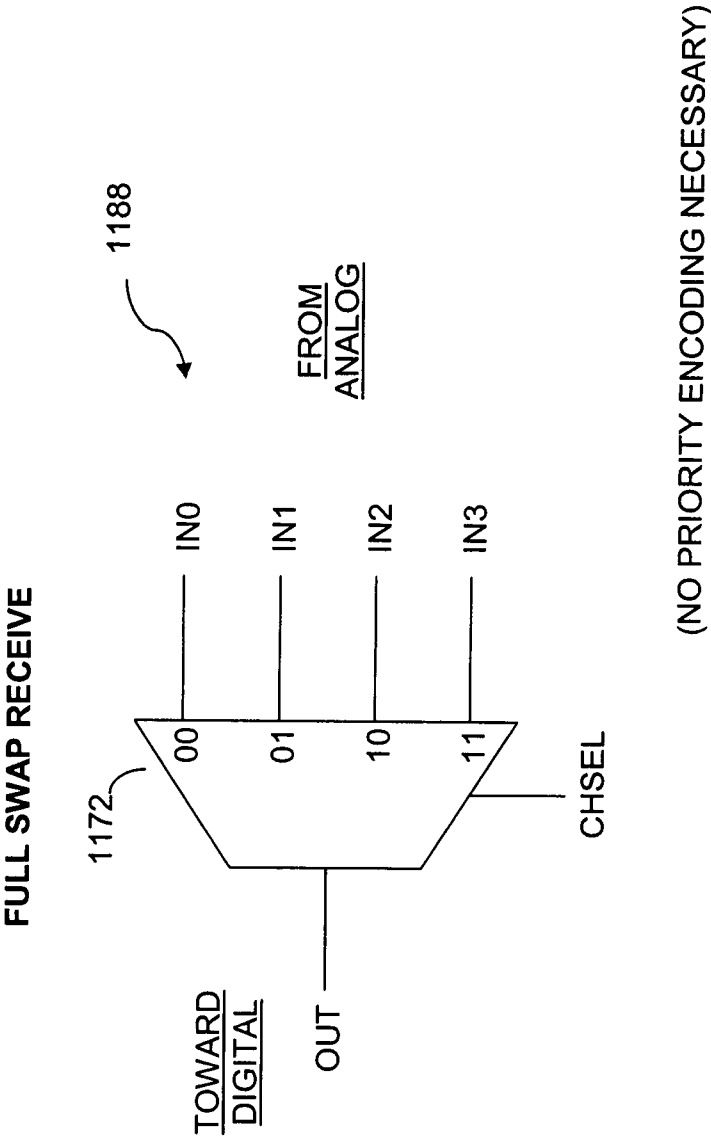 FULL SWAP RECEIVE
1188
1172
TOWARD
DIGITAL
FROM
ANALOG
00
IN0
01
IN1
OUT
10
IN2
11
IN3
CHSEL
(NO PRIORITY ENCODING NECESSARY)